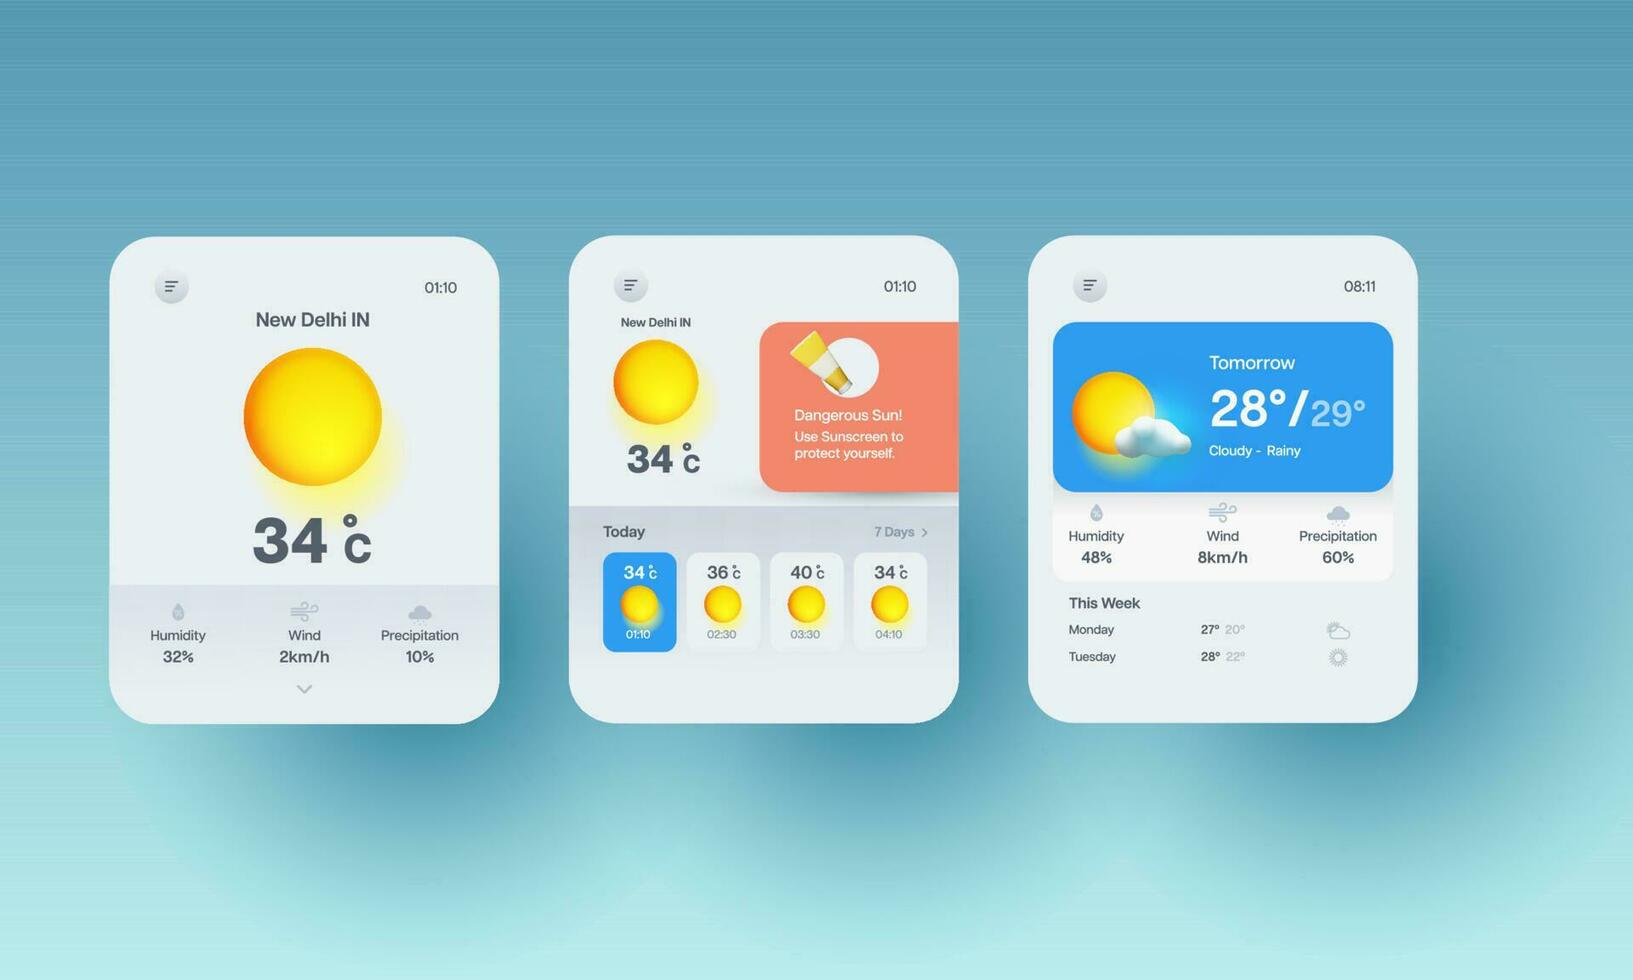 01:10
New Delhi IN
34°C
Humidity Wind Precipitation
32% 2km/h 10%
01:10
New Delhi IN
34°C
Dangerous Sun!
Use Sunscreen to
protect yourself.
Today 7 Days >
34°C 36°C 40°C 34°C
01:10 02:30 03:30 04:10
08:11
Tomorrow
28°/29°
Cloudy - Rainy
Humidity Wind Precipitation
48% 8km/h 60%
This Week
Monday 27° 20°
Tuesday 28° 22°